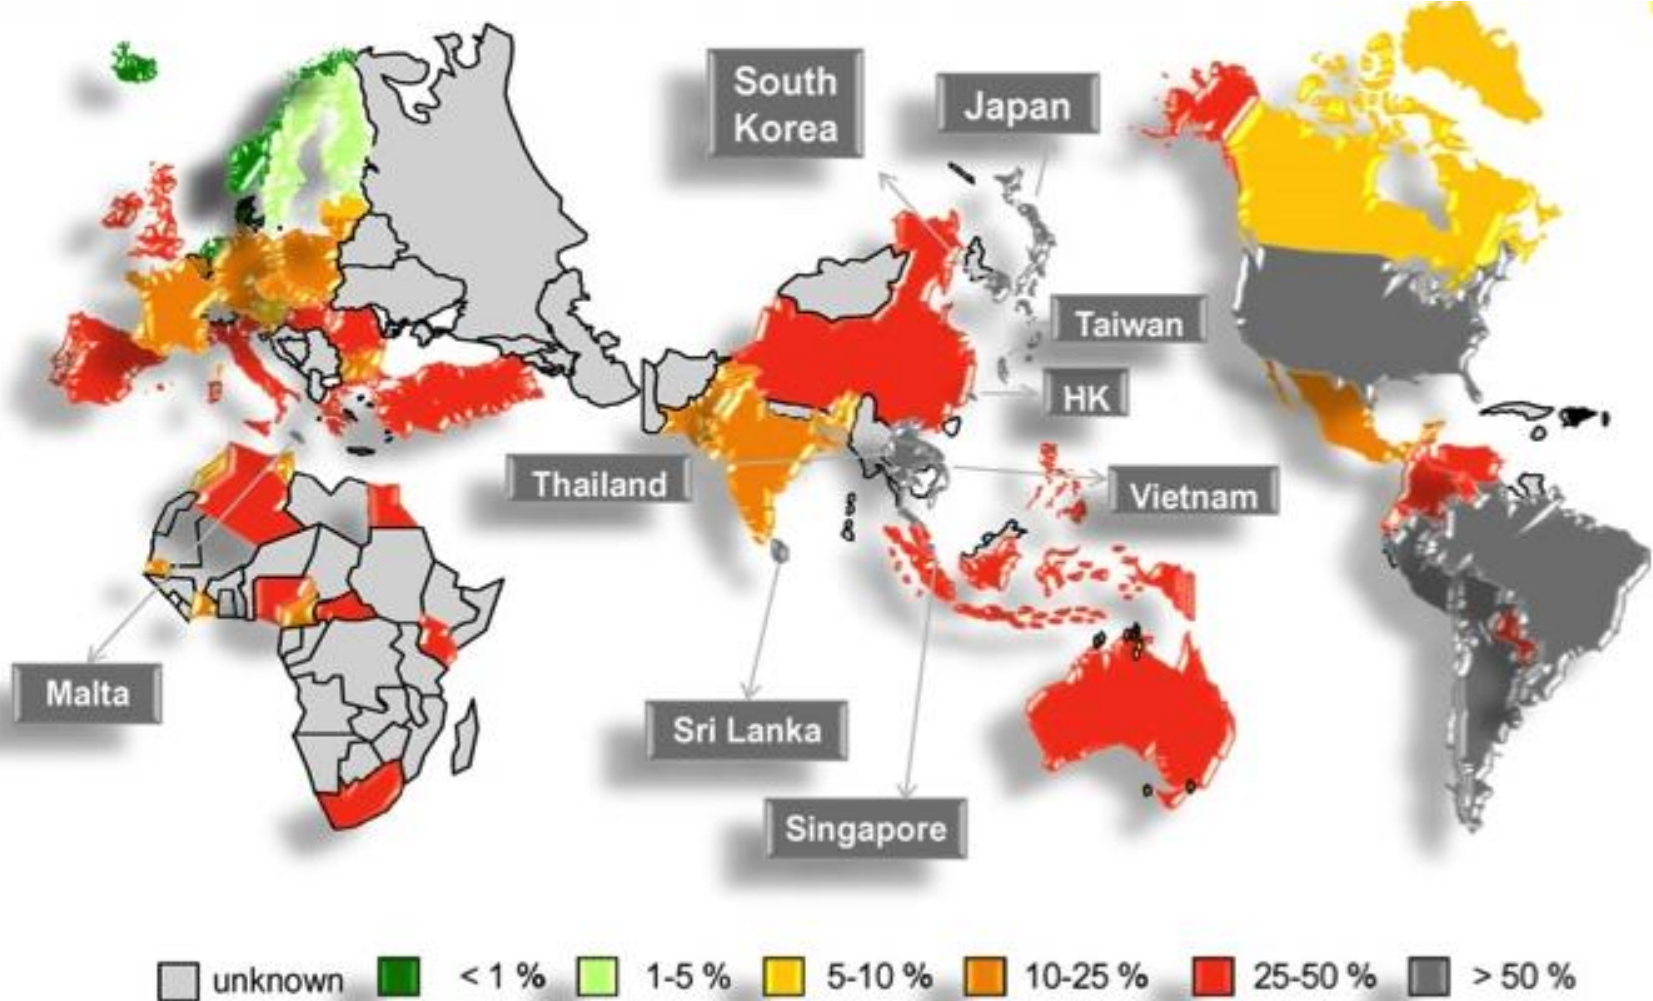 South
Korea
Japan
Taiwan
HK
Thailand
Vietnam
Malta
Sri Lanka
Singapore
unknown < 1 % 1-5 % 5-10 % 10-25 % 25-50 % > 50 %